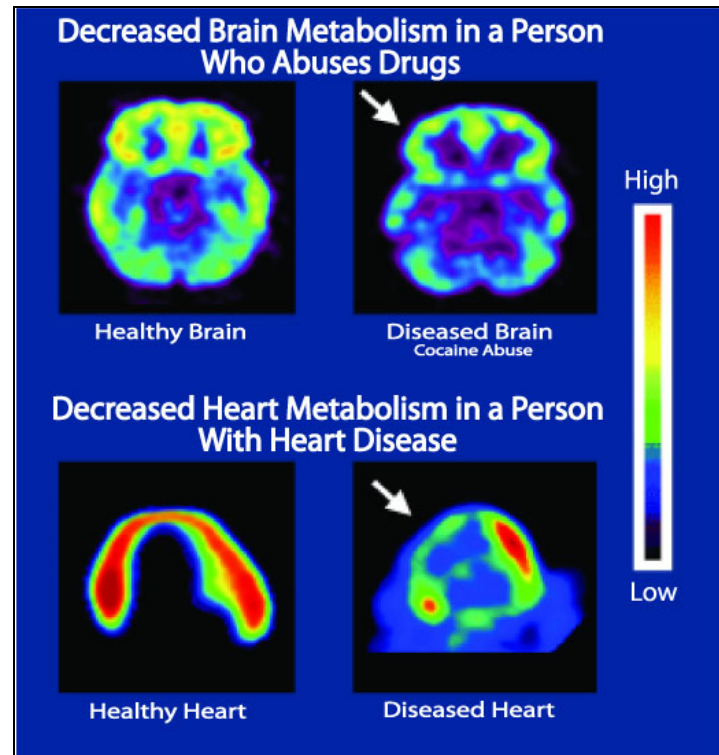 Decreased Brain Metabolism in a Person
Who Abuses Drugs
High
Healthy Brain
Diseased Brain
Cocaine Abuse
Decreased Heart Metabolism in a Person
With Heart Disease
Low
Healthy Heart
Diseased Heart